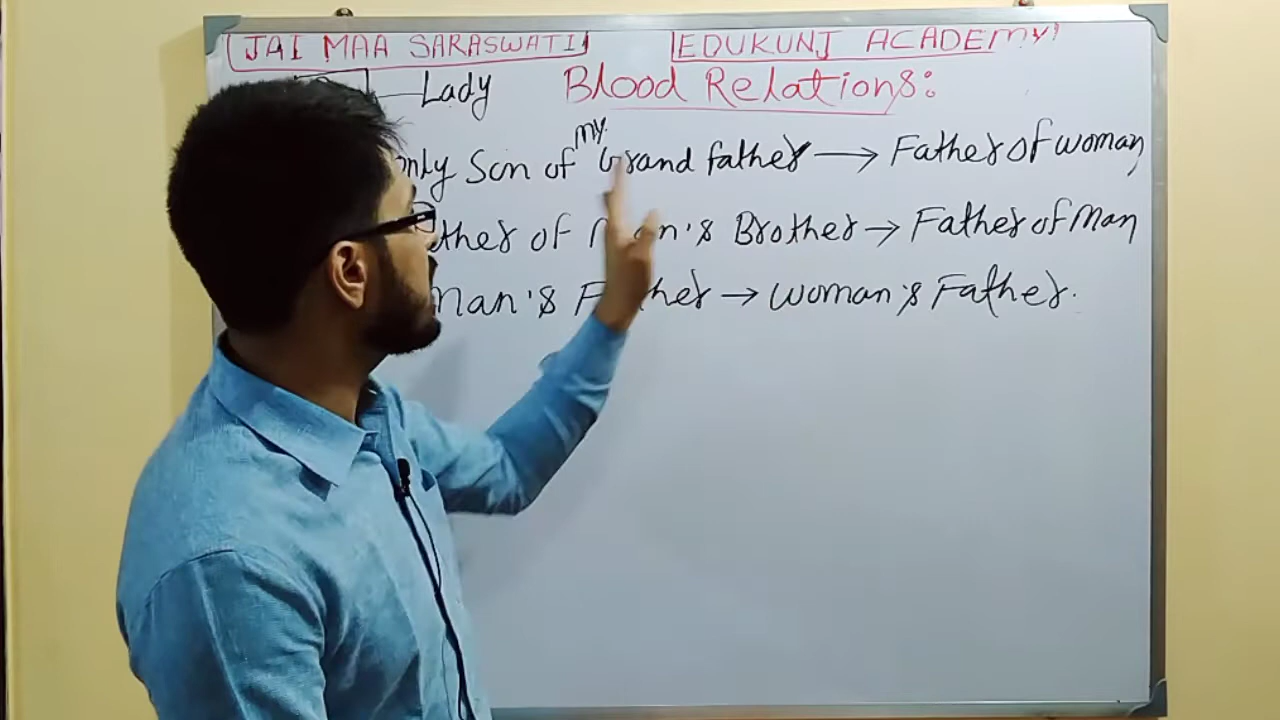 JAI MAA SARASWATI EDUKUNJ ACADEMY
Lady Blood Relations:
only Son of my Grand father → Father of woman
of Man's Brother → Father of Man
Man's Father → woman's Father.